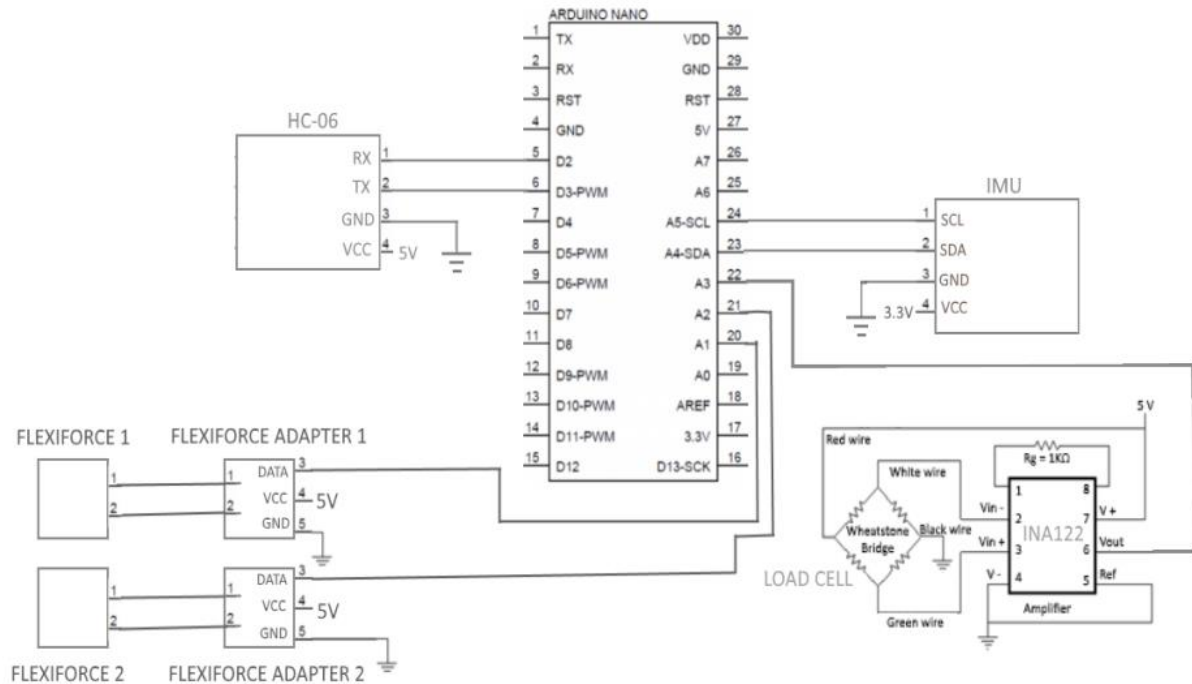 ARDUINO NANO
1 TX VDD 30
2 RX GND 29
3 RST RST 28
4 GND 5V 27
5 D2 A7 26
6 D3-PWM A6 25
7 D4 A5-SCL 24
8 D5-PWM A4-SDA 23
9 D6-PWM A3 22
10 D7 A2 21
11 D8 A1 20
12 D9-PWM A0 19
13 D10-PWM AREF 18
14 D11-PWM 3.3V 17
15 D12 D13-SCK 16
HC-06
RX 1
TX 2
GND 3
VCC 4 5V
IMU
1 SCL
2 SDA
3 GND
3.3V 4 VCC
FLEXIFORCE 1
1
2
FLEXIFORCE ADAPTER 1
1 DATA 3
VCC 4 5V
2 GND 5
1
2
FLEXIFORCE 2
1 DATA 3
VCC 4 5V
2 GND 5
FLEXIFORCE ADAPTER 2
5 V
Red wire
Rg = 1KΩ
White wire
Wheatstone
Bridge
Black wire
LOAD CELL
Green wire
1 8
Vin - 2 7 V +
INA122
Vin + 3 6 Vout
V - 4 5 Ref
Amplifier